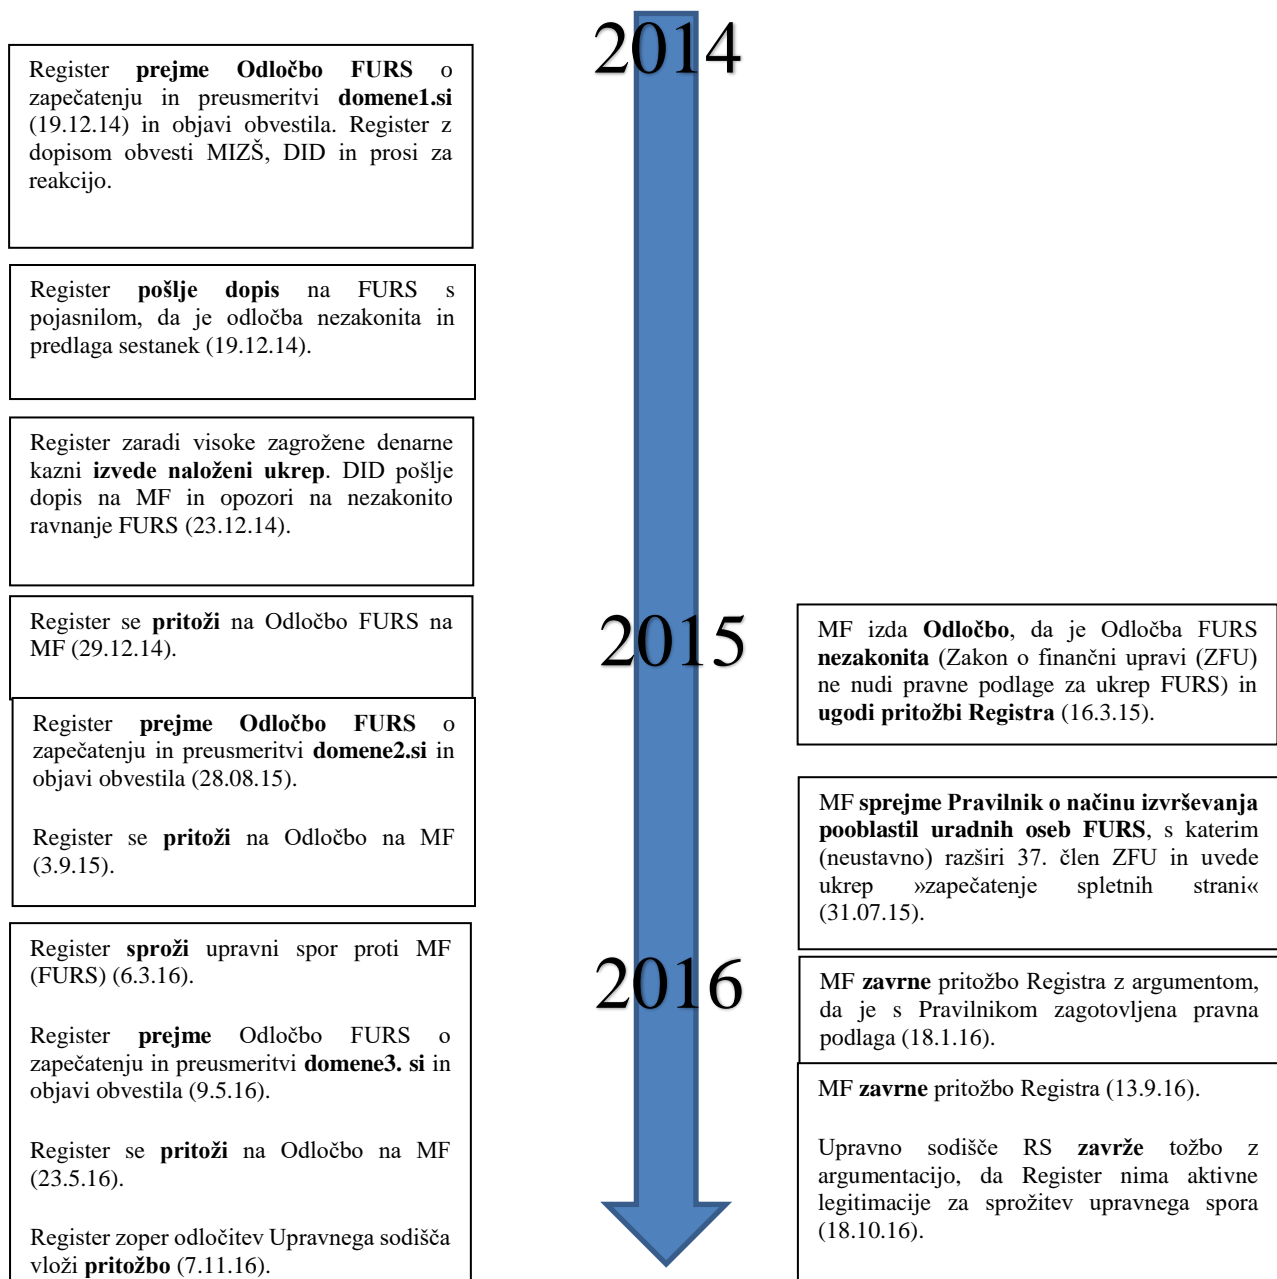 2014
Register prejme Odločbo FURS o
zapečatenju in preusmeritvi domene1.si
(19.12.14) in objavi obvestila. Register z
dopisom obvesti MIZŠ, DID in prosi za
reakcijo.
Register pošlje dopis na FURS s
pojasnilom, da je odločba nezakonita in
predlaga sestanek (19.12.14).
Register zaradi visoke zagrožene denarne
kazni izvede naloženi ukrep. DID pošlje
dopis na MF in opozori na nezakonito
ravnanje FURS (23.12.14).
Register se pritoži na Odločbo FURS na
MF (29.12.14).
2015
MF izda Odločbo, da je Odločba FURS
nezakonita (Zakon o finančni upravi (ZFU)
ne nudi pravne podlage za ukrep FURS) in
ugodi pritožbi Registra (16.3.15).
Register prejme Odločbo FURS o
zapečatenju in preusmeritvi domene2.si in
objavi obvestila (28.08.15).
Register se pritoži na Odločbo na MF
(3.9.15).
MF sprejme Pravilnik o načinu izvrševanja
pooblastil uradnih oseb FURS, s katerim
(neustavno) razširi 37. člen ZFU in uvede
ukrep »zapečatenje spletnih strani«
(31.07.15).
2016
Register sproži upravni spor proti MF
(FURS) (6.3.16).
Register prejme Odločbo FURS o
zapečatenju in preusmeritvi domene3. si in
objavi obvestila (9.5.16).
Register se pritoži na Odločbo na MF
(23.5.16).
Register zoper odločitev Upravnega sodišča
vloži pritožbo (7.11.16).
MF zavrne pritožbo Registra z argumentom,
da je s Pravilnikom zagotovljena pravna
podlaga (18.1.16).
MF zavrne pritožbo Registra (13.9.16).
Upravno sodišče RS zavrže tožbo z
argumentacijo, da Register nima aktivne
legitimacije za sprožitev upravnega spora
(18.10.16).